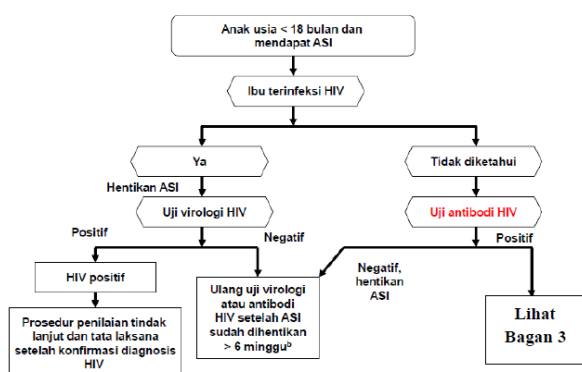 Anak usia < 18 bulan dan
mendapat ASI
Ibu terinfeksi HIV
Ya
Tidak diketahui
Hentikan ASI
Uji virologi HIV
Uji antibodi HIV
Positif
Negatif
Positif
Negatif,
hentikan
ASI
HIV positif
Ulang uji virologi
atau antibodi
HIV setelah ASI
sudah dihentikan
> 6 mingguᵇ
Lihat
Bagan 3
Prosedur penilaian tindak
lanjut dan tata laksana
setelah konfirmasi diagnosis
HIV